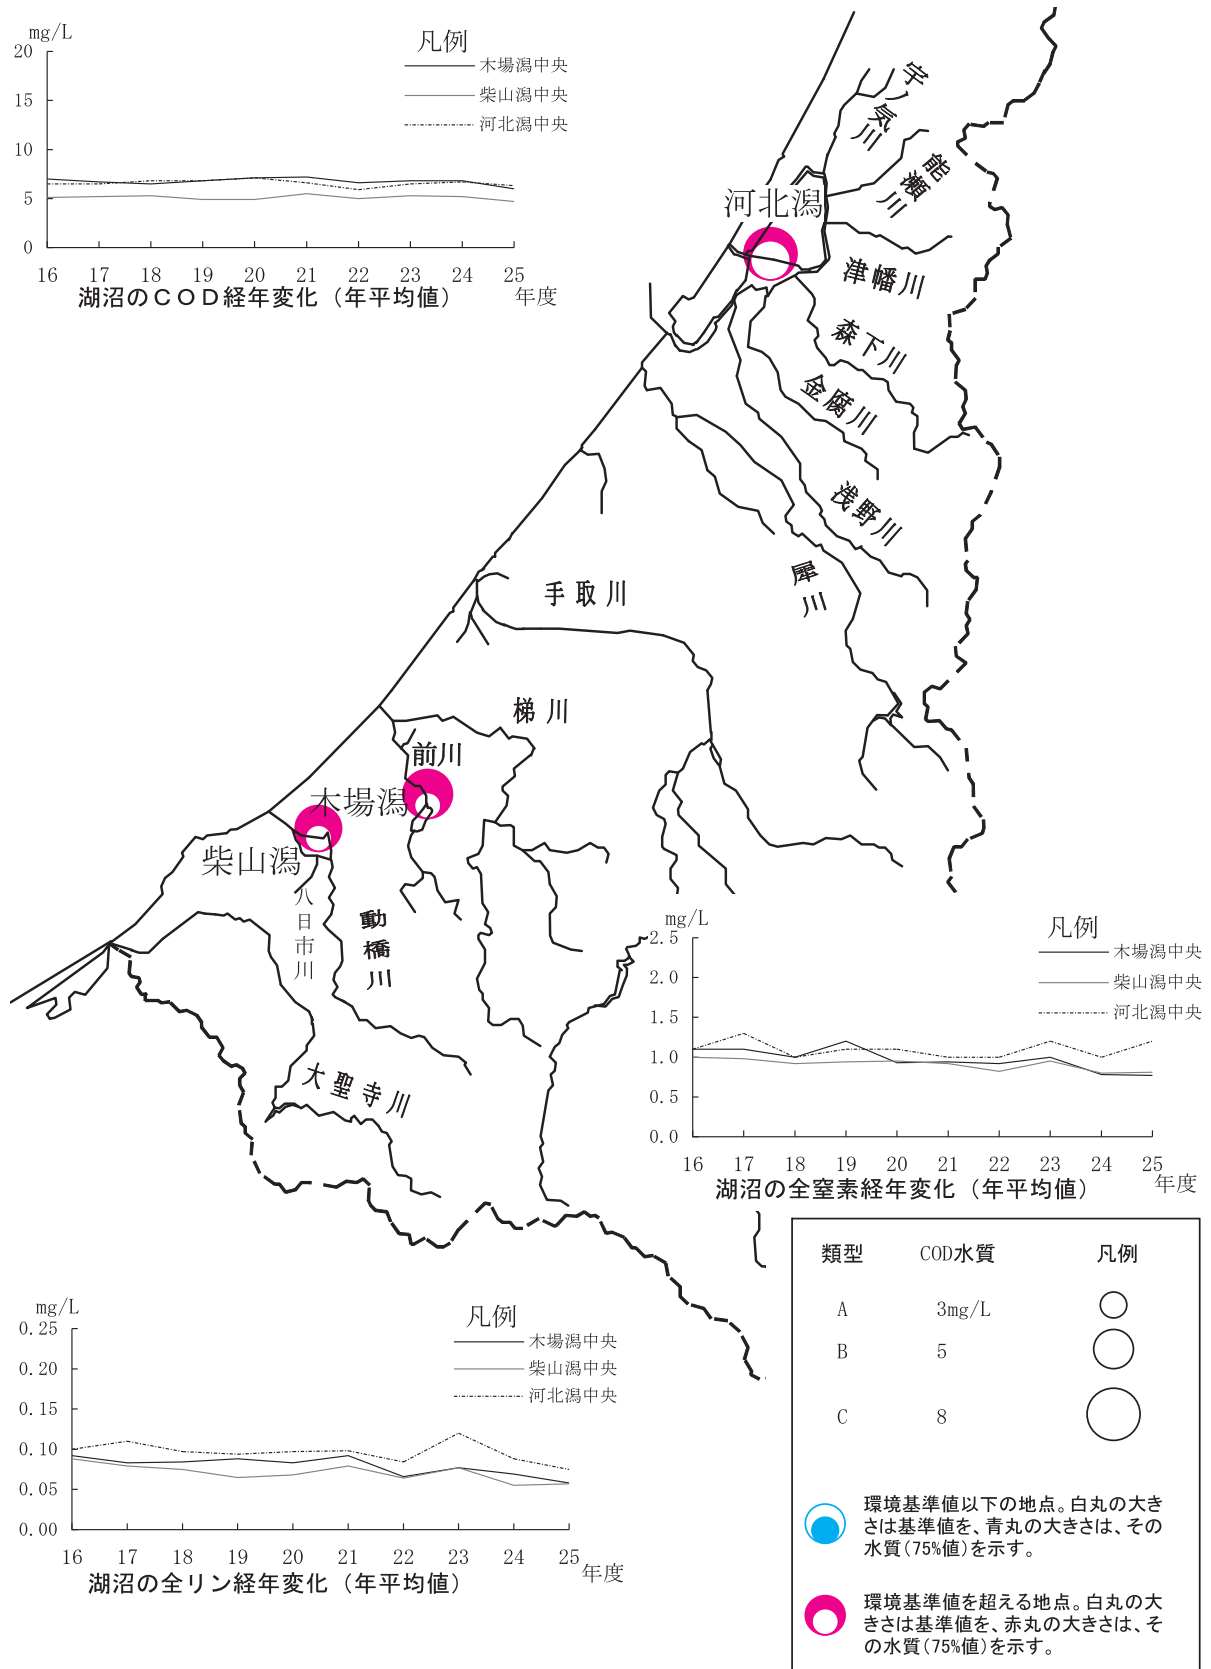 mg/L
凡例
木場潟中央
柴山潟中央
河北潟中央
20
15
10
5
0
16 17 18 19 20 21 22 23 24 25
年度
湖沼のCOD経年変化（年平均値）
宇ノ気川
能瀬川
河北潟
津幡川
森下川
金腐川
浅野川
犀川
手取川
梯川
前川
木場潟
柴山潟
八日市川
動橋川
大聖寺川
mg/L
凡例
木場潟中央
柴山潟中央
河北潟中央
2.5
2.0
1.5
1.0
0.5
0.0
16 17 18 19 20 21 22 23 24 25
年度
湖沼の全窒素経年変化（年平均値）
mg/L
凡例
木場潟中央
柴山潟中央
河北潟中央
0.25
0.20
0.15
0.10
0.05
0.00
16 17 18 19 20 21 22 23 24 25
年度
湖沼の全リン経年変化（年平均値）
類型 COD水質 凡例
A 3mg/L
B 5
C 8
環境基準値以下の地点。白丸の大き
さは基準値を、青丸の大きさは、その
水質(75%値)を示す。
環境基準値を超える地点。白丸の大
きさは基準値を、赤丸の大きさは、そ
の水質(75%値)を示す。